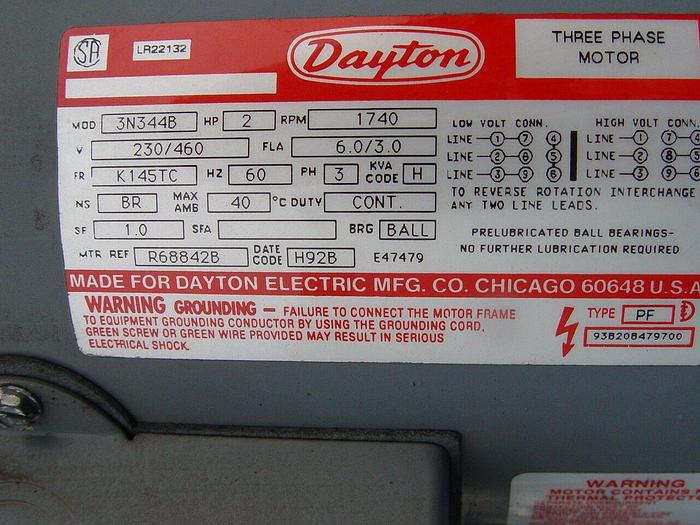 SA LR22132
Dayton
THREE PHASE
MOTOR
MOD 3N344B HP 2 RPM 1740
V 230/460 FLA 6.0/3.0
FR K145TC HZ 60 PH 3 KVA CODE H
NS BR MAX AMB 40 °C DUTY CONT.
SF 1.0 SFA BRG BALL
MTR REF R68842B DATE CODE H92B E47479
LOW VOLT CONN. HIGH VOLT CONN.
LINE 1 7 4 LINE 1 7 4
LINE 2 8 5 LINE 2 8 5
LINE 3 9 6 LINE 3 9 6
TO REVERSE ROTATION INTERCHANGE
ANY TWO LINE LEADS.
PRELUBRICATED BALL BEARINGS-
NO FURTHER LUBRICATION REQUIRED
MADE FOR DAYTON ELECTRIC MFG. CO. CHICAGO 60648 U.S.A
WARNING GROUNDING — FAILURE TO CONNECT THE MOTOR FRAME
TO EQUIPMENT GROUNDING CONDUCTOR BY USING THE GROUNDING CORD,
GREEN SCREW OR GREEN WIRE PROVIDED MAY RESULT IN SERIOUS
ELECTRICAL SHOCK.
TYPE PF
93B20B479700
WARNING
MOTOR CONTAINS
THERMAL